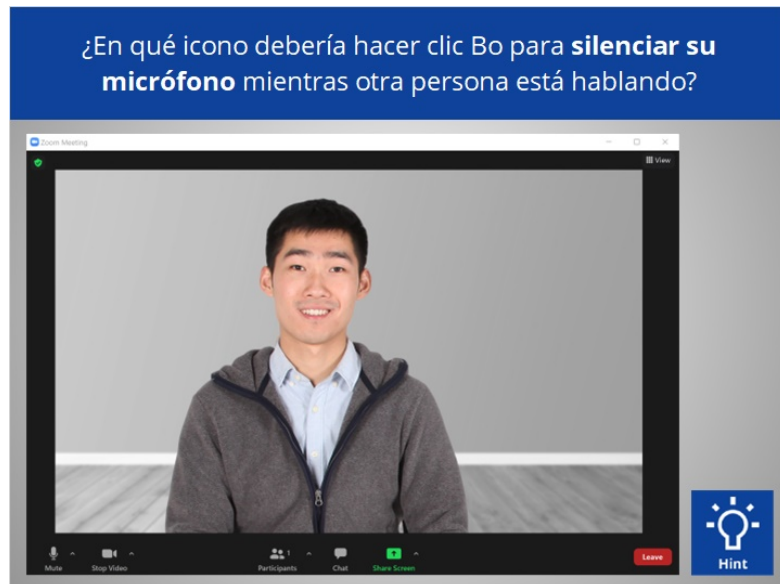 ¿En qué icono debería hacer clic Bo para silenciar su
micrófono mientras otra persona está hablando?
Zoom Meeting
View
Mute
Stop Video
1
Participants
Chat
Share Screen
Leave
Hint